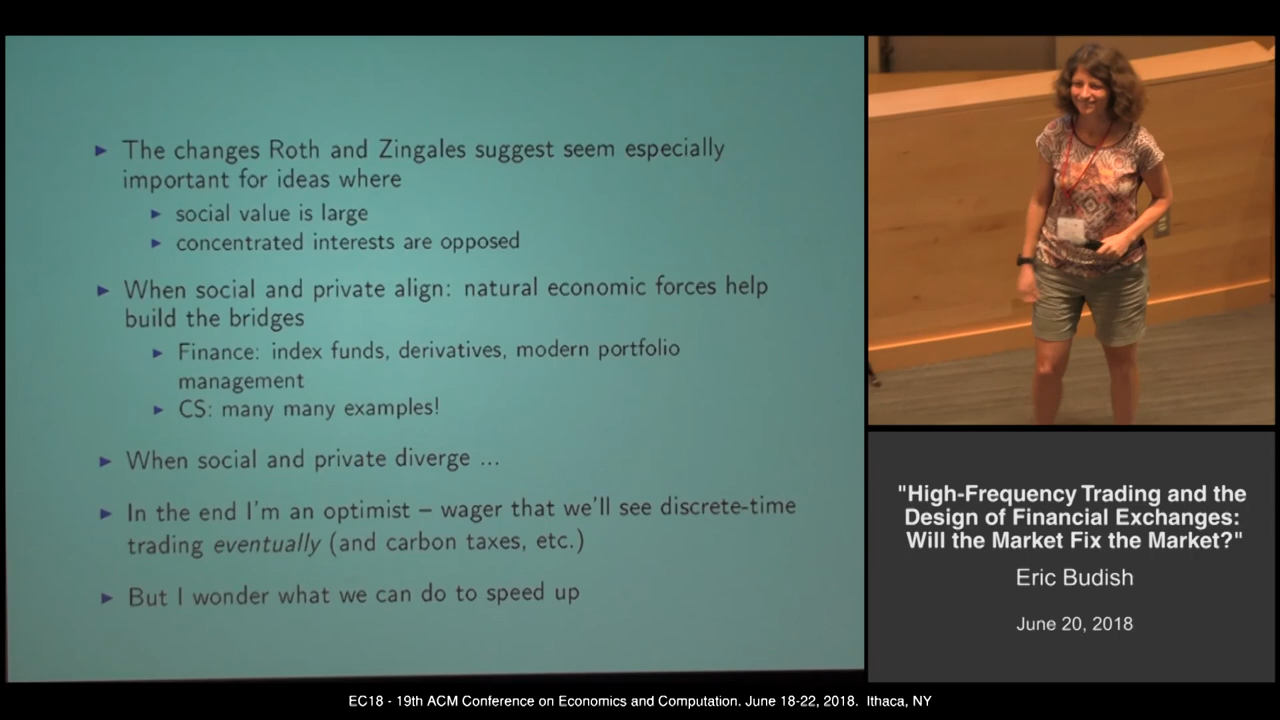 The changes Roth and Zingales suggest seem especially
important for ideas where
social value is large
concentrated interests are opposed
When social and private align: natural economic forces help
build the bridges
Finance: index funds, derivatives, modern portfolio
management
CS: many many examples!
When social and private diverge ...
In the end I'm an optimist – wager that we'll see discrete-time
trading eventually (and carbon taxes, etc.)
But I wonder what we can do to speed up
"High-Frequency Trading and the
Design of Financial Exchanges:
Will the Market Fix the Market?"
Eric Budish
June 20, 2018
EC18 - 19th ACM Conference on Economics and Computation. June 18-22, 2018. Ithaca, NY